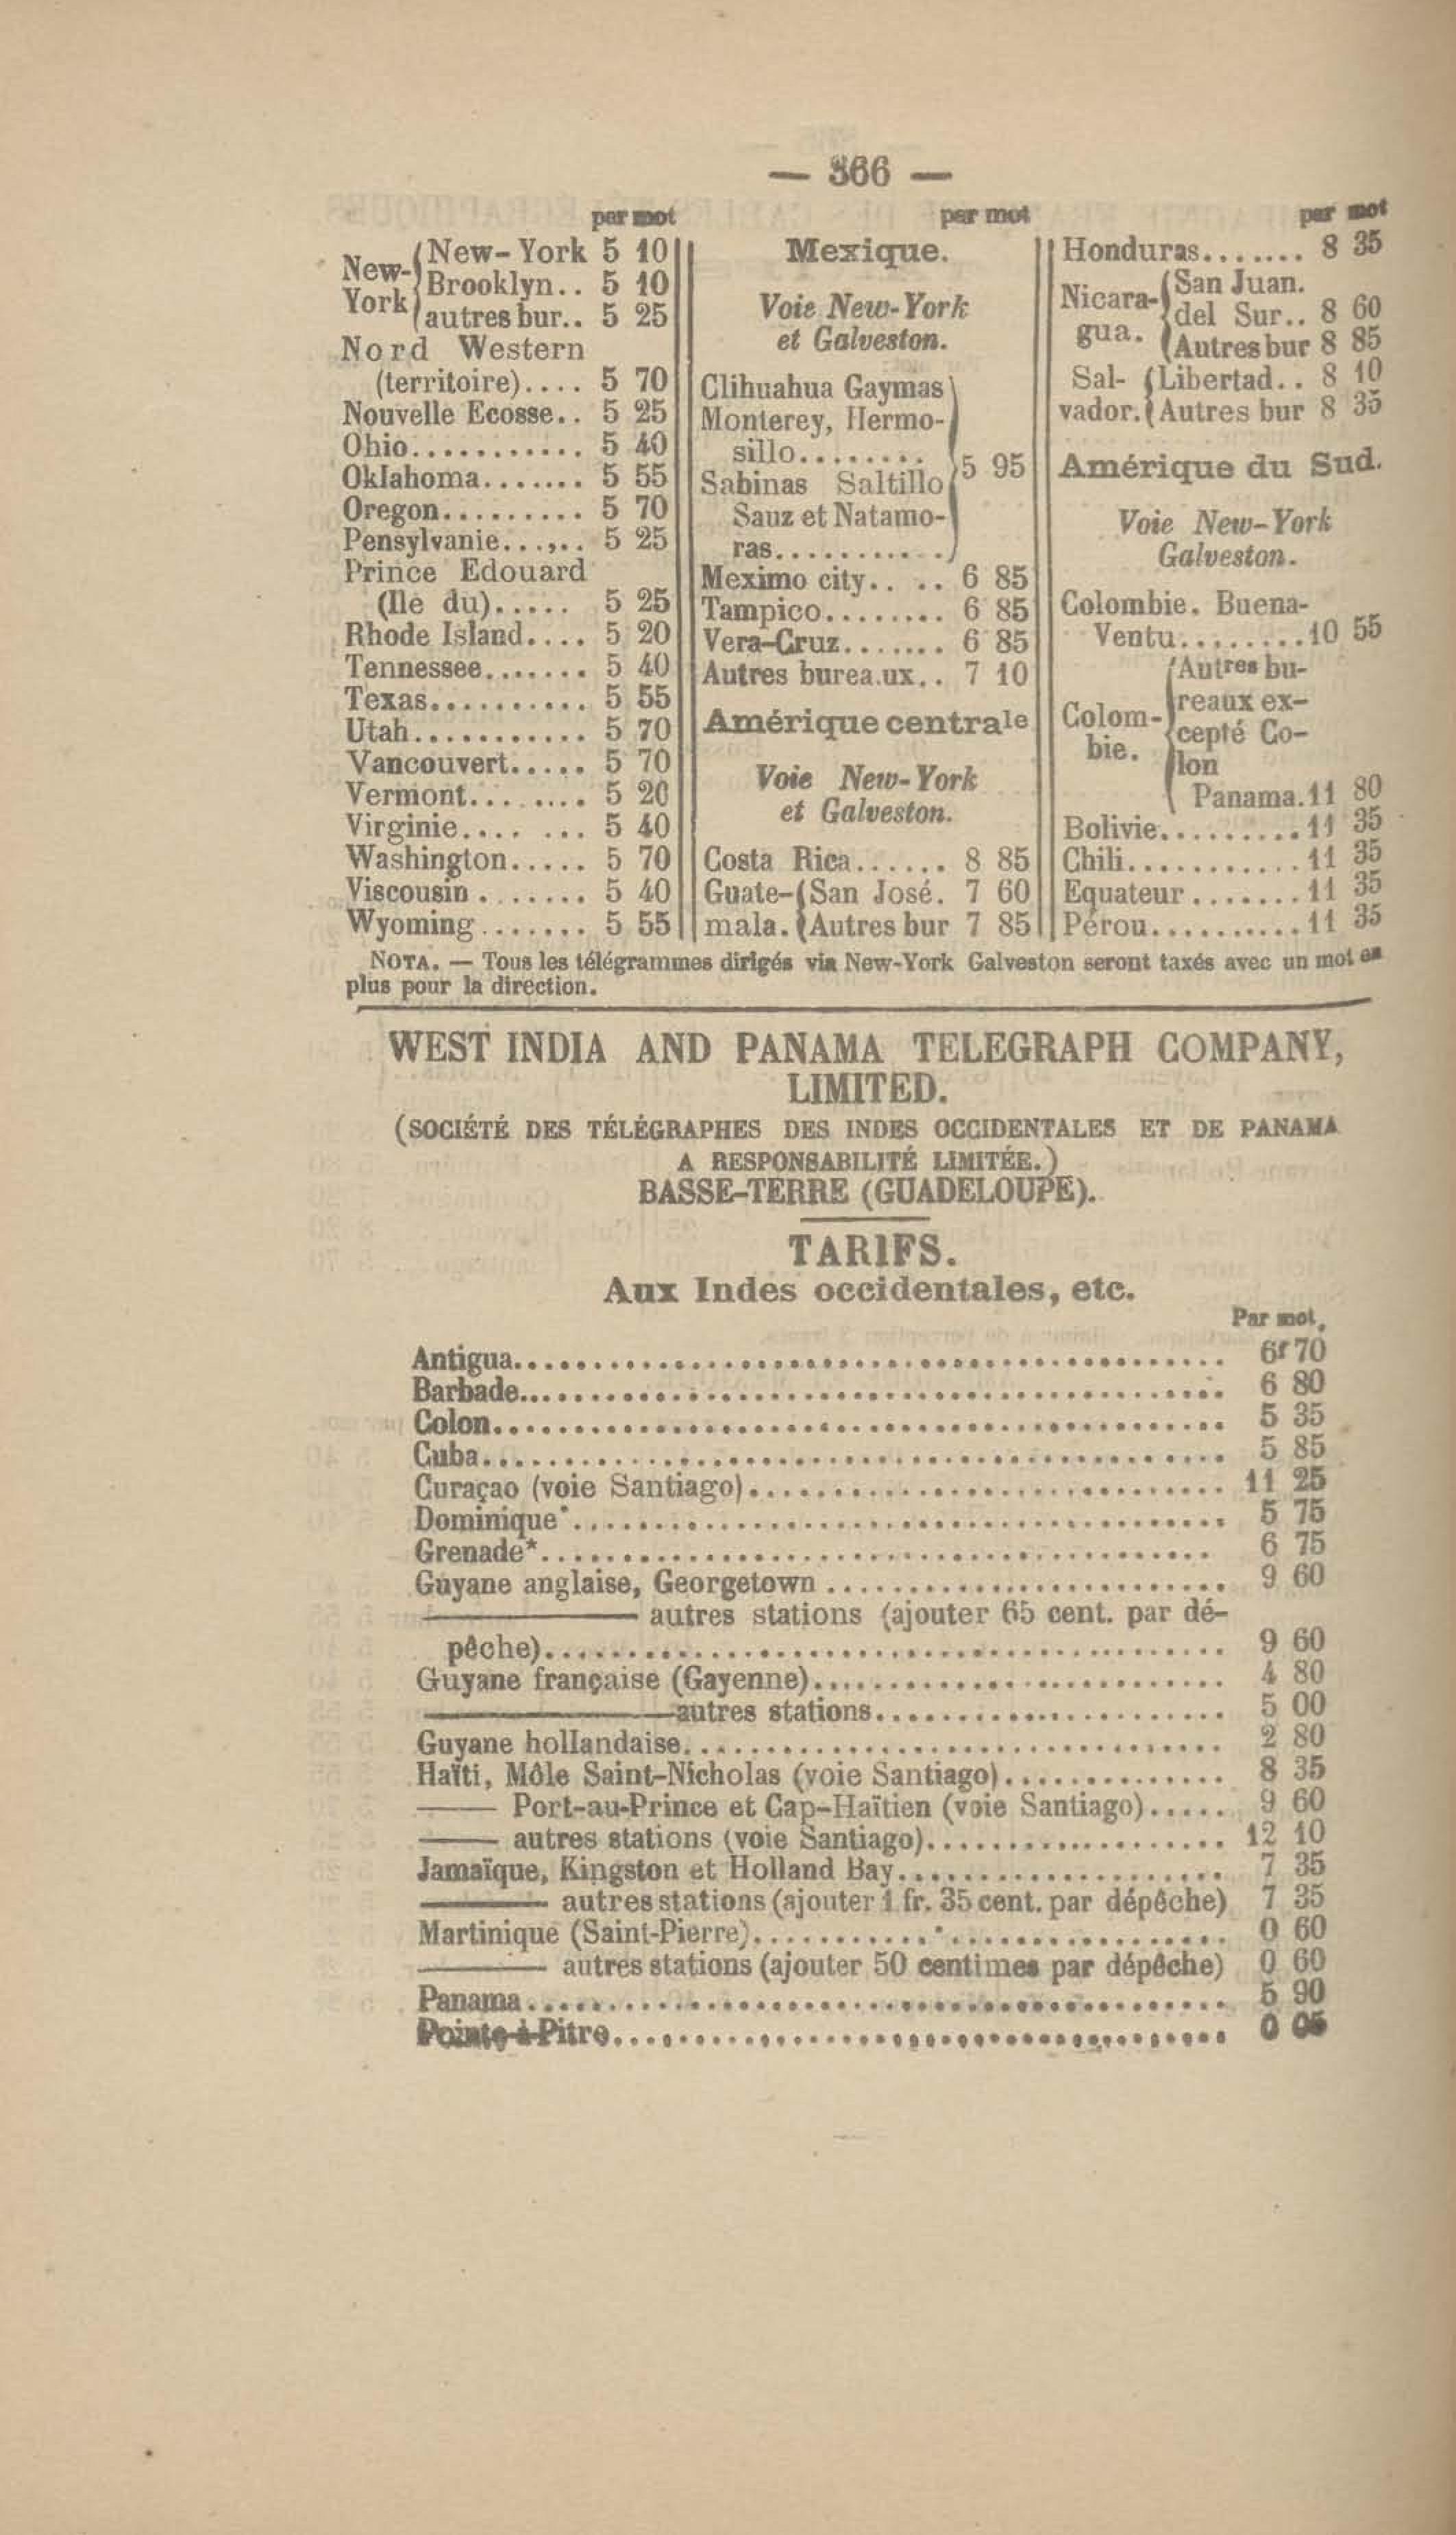 — 366 —
par mot
New-York { New-York 5 10
Brooklyn.. 5 10
autres bur.. 5 25
Nord Western
(territoire).... 5 70
Nouvelle Ecosse.. 5 25
Ohio........... 5 40
Oklahoma....... 5 55
Oregon......... 5 70
Pensylvanie...,.. 5 25
Prince Edouard
(Ile du)..... 5 25
Rhode Island.... 5 20
Tennessee....... 5 40
Texas.......... 5 55
Utah........... 5 70
Vancouvert..... 5 70
Vermont........ 5 20
Virginie.... ... 5 40
Washington..... 5 70
Viscousin ....... 5 40
Wyoming....... 5 55
par mot
Mexique.
Voie New-York
et Galveston.
Clihuahua Gaymas
Monterey, Hermo-
sillo........
Sabinas Saltillo } 5 95
Sauz et Natamo-
ras...........
Meximo city.. .. 6 85
Tampico........ 6 85
Vera-Cruz....... 6 85
Autres burea.ux.. 7 10
Amérique centrale
Voie New-York
et Galveston.
Costa Rica...... 8 85
Guate- { San José. 7 60
mala. { Autres bur 7 85
par mot
Honduras....... 8 35
Nicara- { San Juan.
gua. { del Sur.. 8 60
Autres bur 8 85
Sal- { Libertad.. 8 10
vador. { Autres bur 8 35
Amérique du Sud.
Voie New-York
Galveston.
Colombie. Buena-
Ventu........10 55
Autres bu-
reaux ex-
Colom- { cepté Co-
bie. { lon
Panama.11 80
Bolivie.........11 35
Chili............11 35
Equateur .......11 35
Pérou..........11 35
NOTA. — Tous les télégrammes dirigés via New-York Galveston seront taxés avec un mot en
plus pour la direction.
WEST INDIA AND PANAMA TELEGRAPH COMPANY,
LIMITED.
(SOCIÉTÉ DES TÉLÉGRAPHES DES INDES OCCIDENTALES ET DE PANAMA
A RESPONSABILITÉ LIMITÉE.)
BASSE-TERRE (GUADELOUPE).
TARIFS.
Aux Indes occidentales, etc.
Par mot.
Antigua............................................ 6f 70
Barbade............................................ 6 80
Colon.............................................. 5 35
Cuba............................................... 5 85
Curaçao (voie Santiago)............................ 11 25
Dominique*......................................... 5 75
Grenade*........................................... 6 75
Guyane anglaise, Georgetown ....................... 9 60
——— autres stations (ajouter 65 cent. par dé-
pêche)............................................. 9 60
Guyane française (Gayenne)......................... 4 80
——— autres stations...................... 5 00
Guyane hollandaise................................. 2 80
Haïti, Môle Saint-Nicholas (voie Santiago).............. 8 35
—— Port-au-Prince et Cap-Haïtien (voie Santiago)..... 9 60
—— autres stations (voie Santiago)................... 12 10
Jamaïque, Kingston et Holland Bay.................... 7 35
——— autres stations (ajouter 1 fr. 35 cent. par dépêche) 7 35
Martinique (Saint-Pierre)............................ 0 60
——— autres stations (ajouter 50 centimes par dépêche) 0 60
Panama............................................. 5 90
Pointe-à-Pitre...................................... 0 05